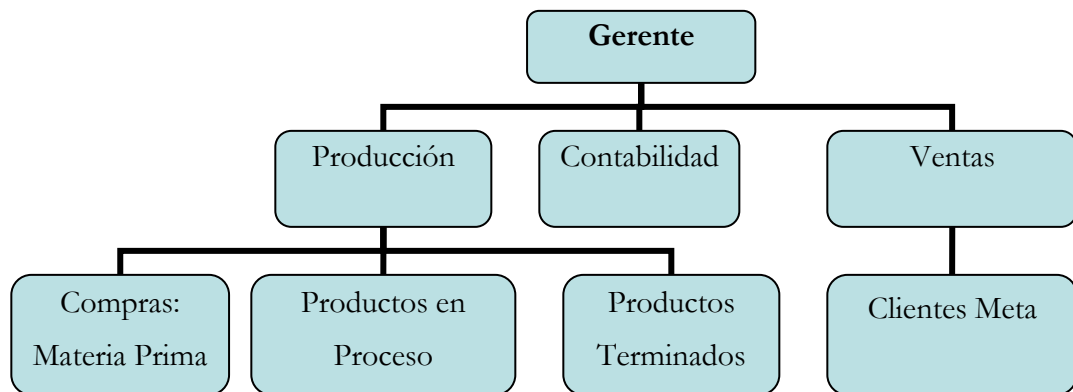 Gerente
Producción
Contabilidad
Ventas
Compras:
Materia Prima
Productos en
Proceso
Productos
Terminados
Clientes Meta